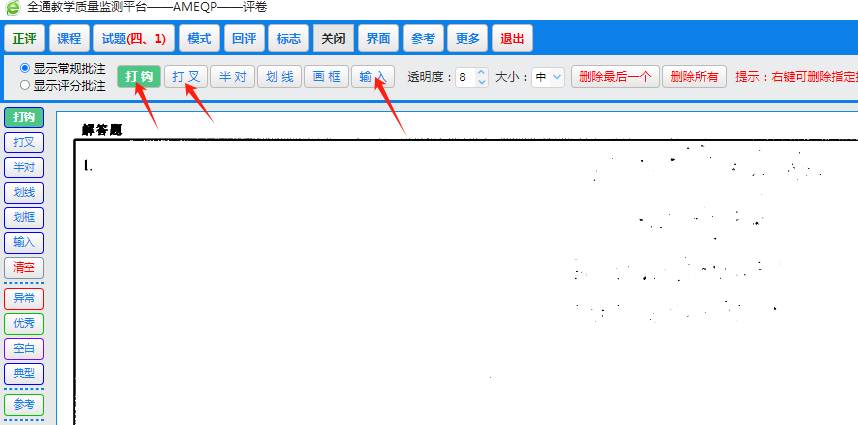 全通教学质量监测平台——AMEQP——评卷
正评 课程 试题(四、1) 模式 回评 标志 关闭 界面 参考 更多 退出
显示常规批注
显示评分批注
打钩 打叉 半对 划线 画框 输入 透明度：8 大小：中 删除最后一个 删除所有 提示：右键可删除指定
打钩
打叉
半对
划线
划框
输入
清空
异常
优秀
空白
典型
参考
解答题
1.